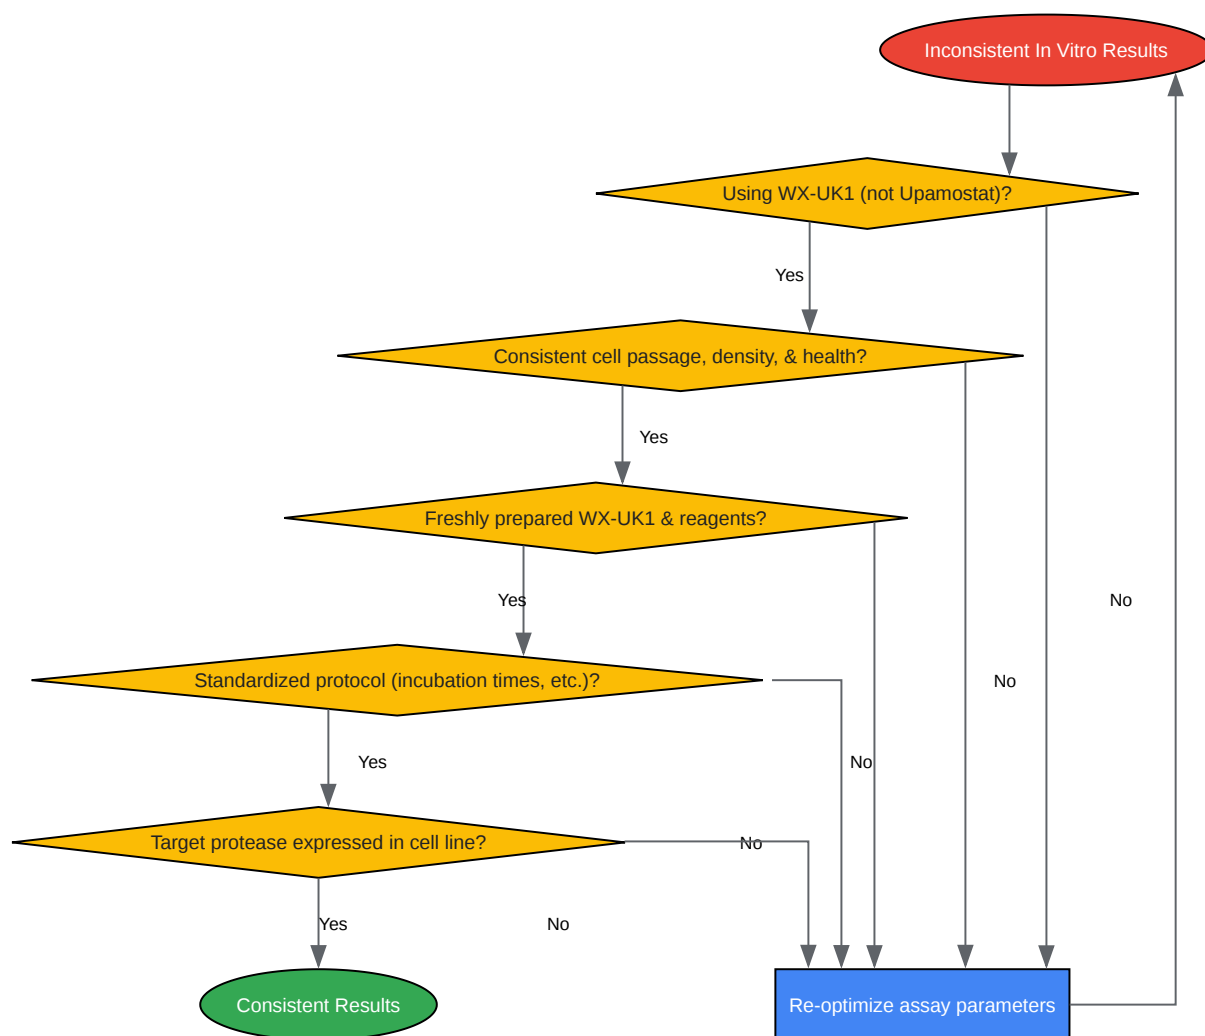 Inconsistent In Vitro Results
Using WX-UK1 (not Upamostat)?
Yes
Consistent cell passage, density, & health?
Yes
Freshly prepared WX-UK1 & reagents?
Yes
No
Standardized protocol (incubation times, etc.)?
No
Yes
No
Target protease expressed in cell line?
No
Yes
No
Consistent Results
Re-optimize assay parameters